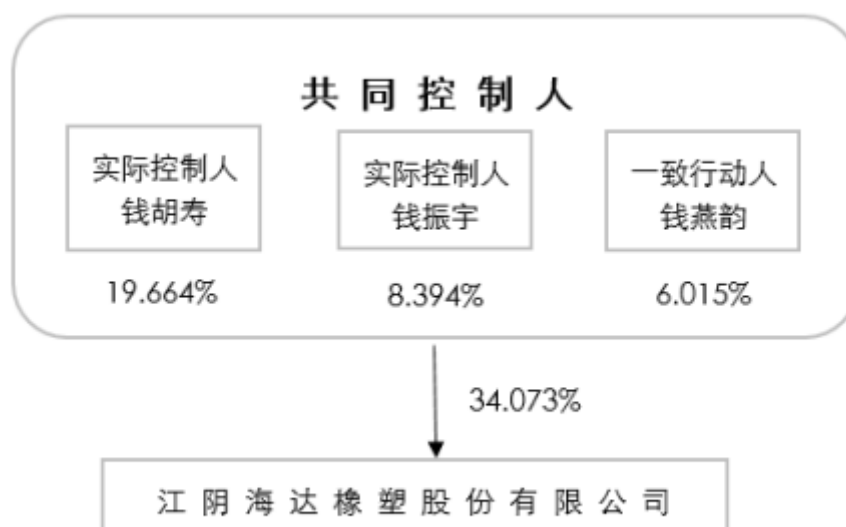 共同控制人
实际控制人
钱胡寿
实际控制人
钱振宇
一致行动人
钱燕韵
19.664%
8.394%
6.015%
34.073%
江阴海达橡塑股份有限公司